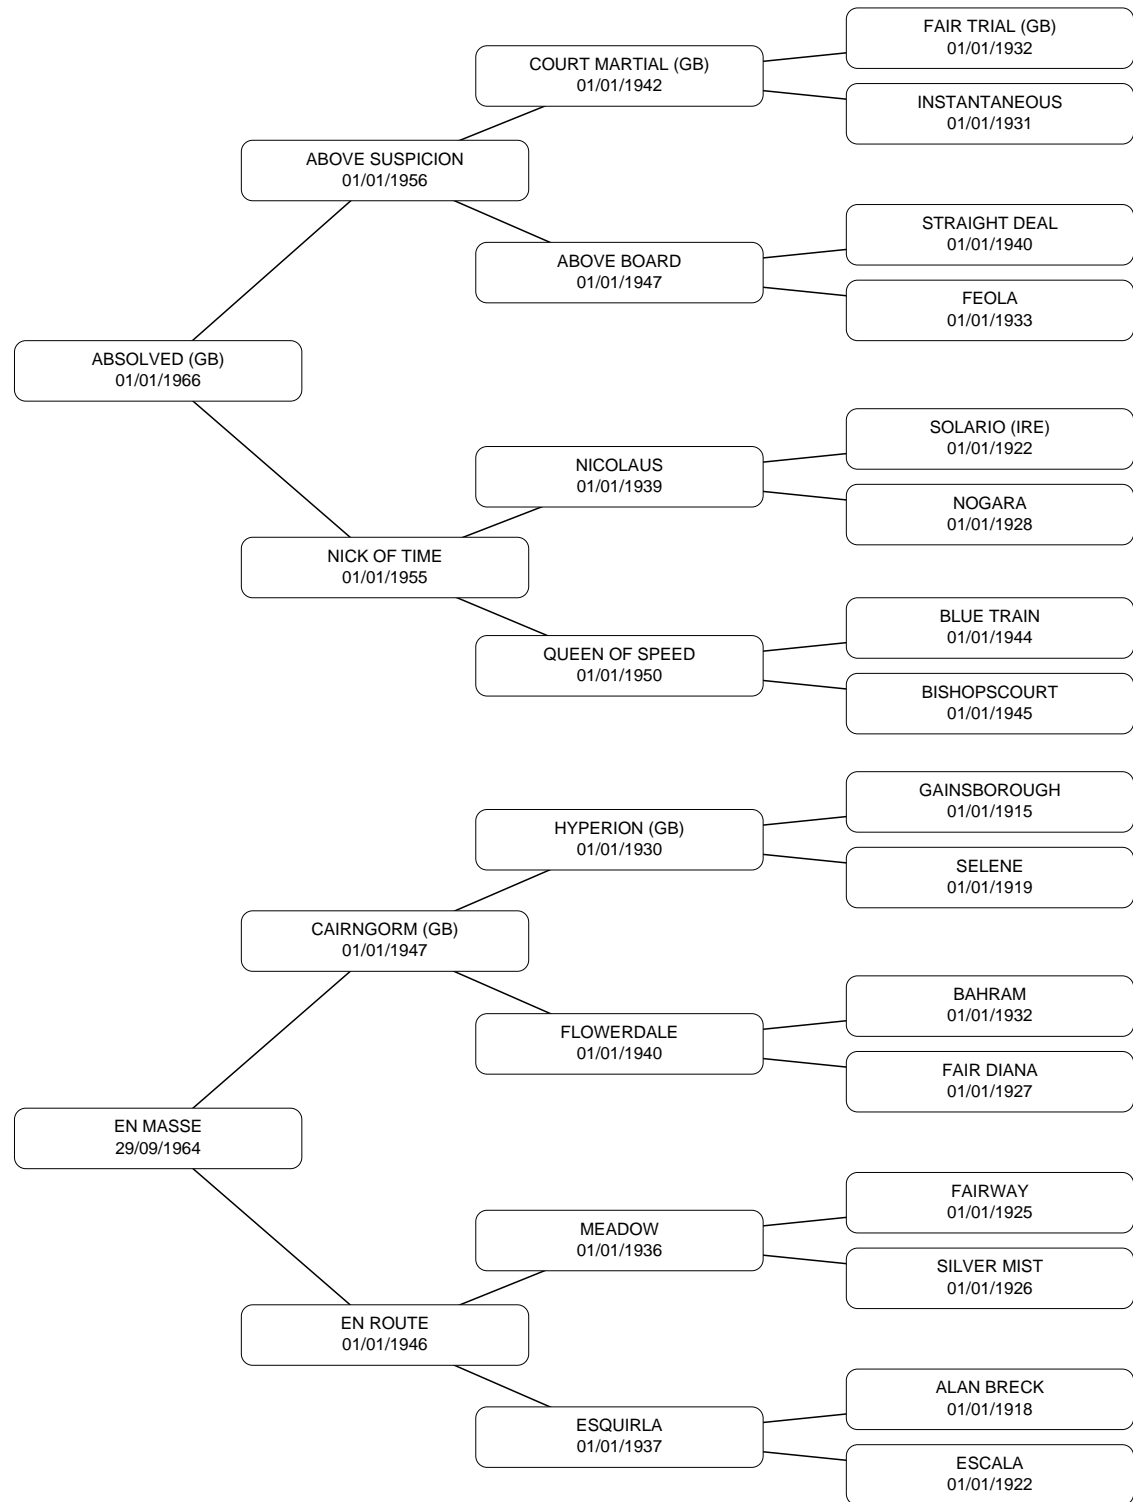 FAIR TRIAL (GB)
01/01/1932
COURT MARTIAL (GB)
01/01/1942
INSTANTANEOUS
01/01/1931
ABOVE SUSPICION
01/01/1956
STRAIGHT DEAL
01/01/1940
ABOVE BOARD
01/01/1947
FEOLA
01/01/1933
ABSOLVED (GB)
01/01/1966
SOLARIO (IRE)
01/01/1922
NICOLAUS
01/01/1939
NOGARA
01/01/1928
NICK OF TIME
01/01/1955
BLUE TRAIN
01/01/1944
QUEEN OF SPEED
01/01/1950
BISHOPSCOURT
01/01/1945
GAINSBOROUGH
01/01/1915
HYPERION (GB)
01/01/1930
SELENE
01/01/1919
CAIRNGORM (GB)
01/01/1947
BAHRAM
01/01/1932
FLOWERDALE
01/01/1940
FAIR DIANA
01/01/1927
EN MASSE
29/09/1964
FAIRWAY
01/01/1925
MEADOW
01/01/1936
SILVER MIST
01/01/1926
EN ROUTE
01/01/1946
ALAN BRECK
01/01/1918
ESQUIRLA
01/01/1937
ESCALA
01/01/1922